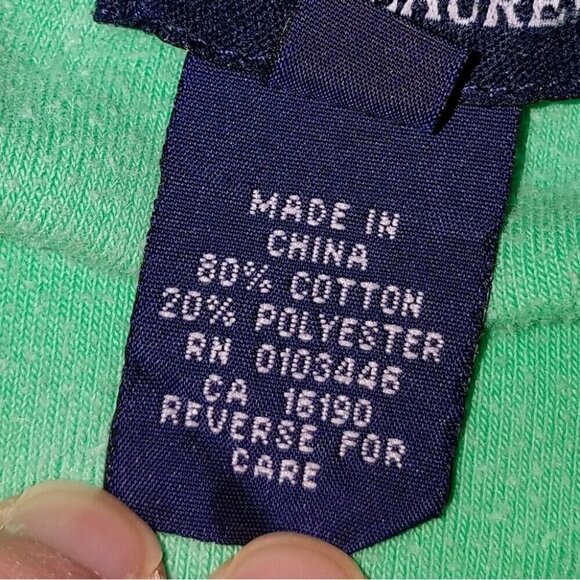 MADE IN
CHINA
80% COTTON
20% POLYESTER
RN 0103446
CA 16190
REVERSE FOR
CARE